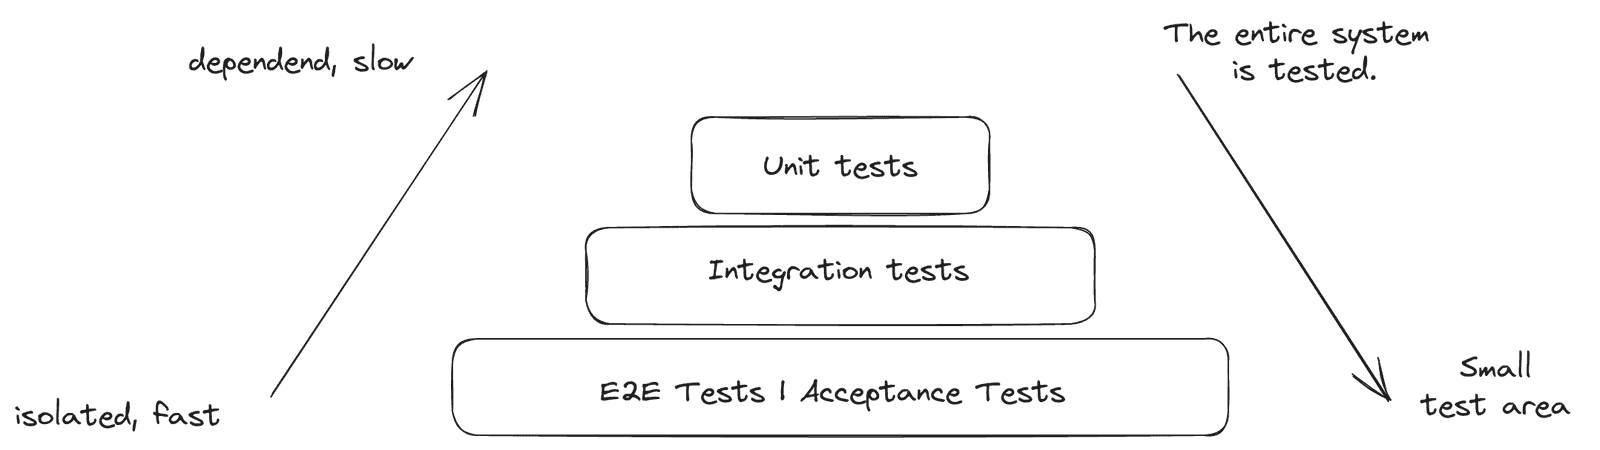 dependend, slow
The entire system
is tested.
Unit tests
Integration tests
E2E Tests | Acceptance Tests
isolated, fast
Small
test area